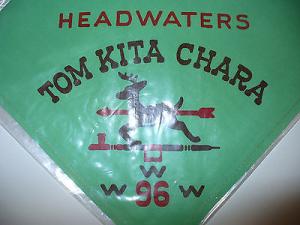 HEADWATERS
TOM KITA CHARA
W W W
96